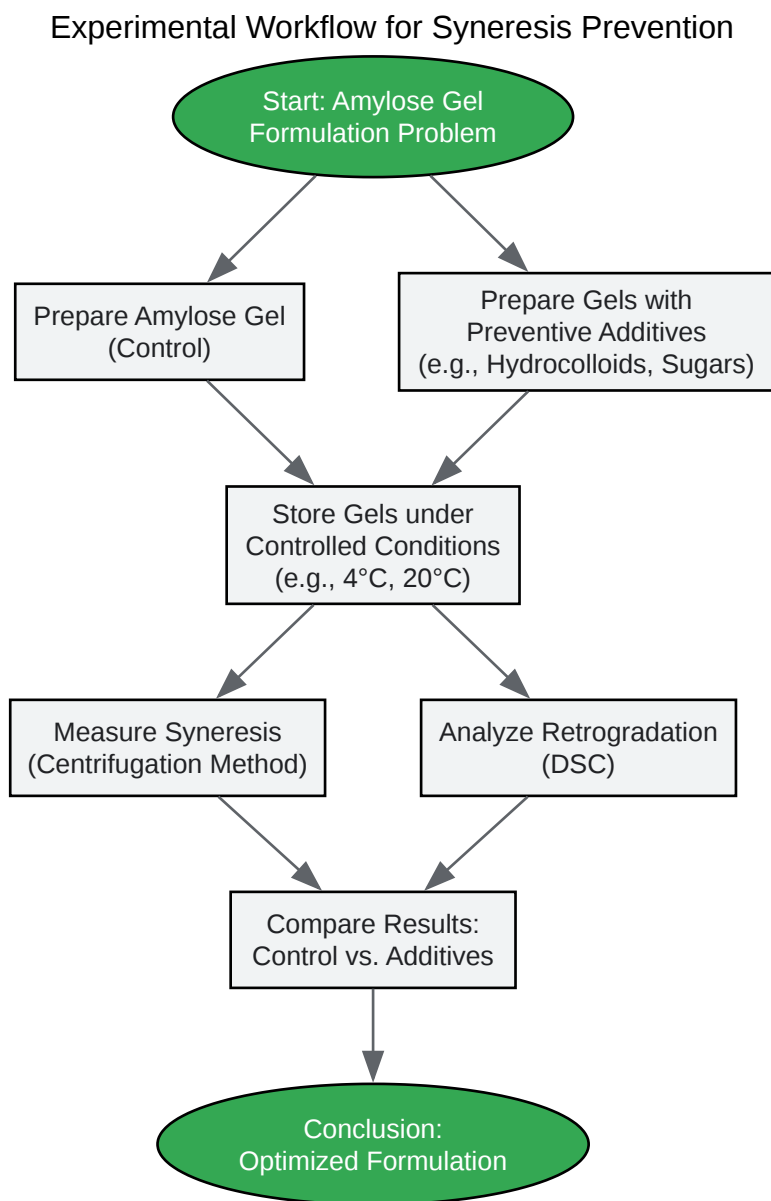 Experimental Workflow for Syneresis Prevention
Start: Amylose Gel
Formulation Problem
Prepare Amylose Gel
(Control)
Prepare Gels with
Preventive Additives
(e.g., Hydrocolloids, Sugars)
Store Gels under
Controlled Conditions
(e.g., 4°C, 20°C)
Measure Syneresis
(Centrifugation Method)
Analyze Retrogradation
(DSC)
Compare Results:
Control vs. Additives
Conclusion:
Optimized Formulation